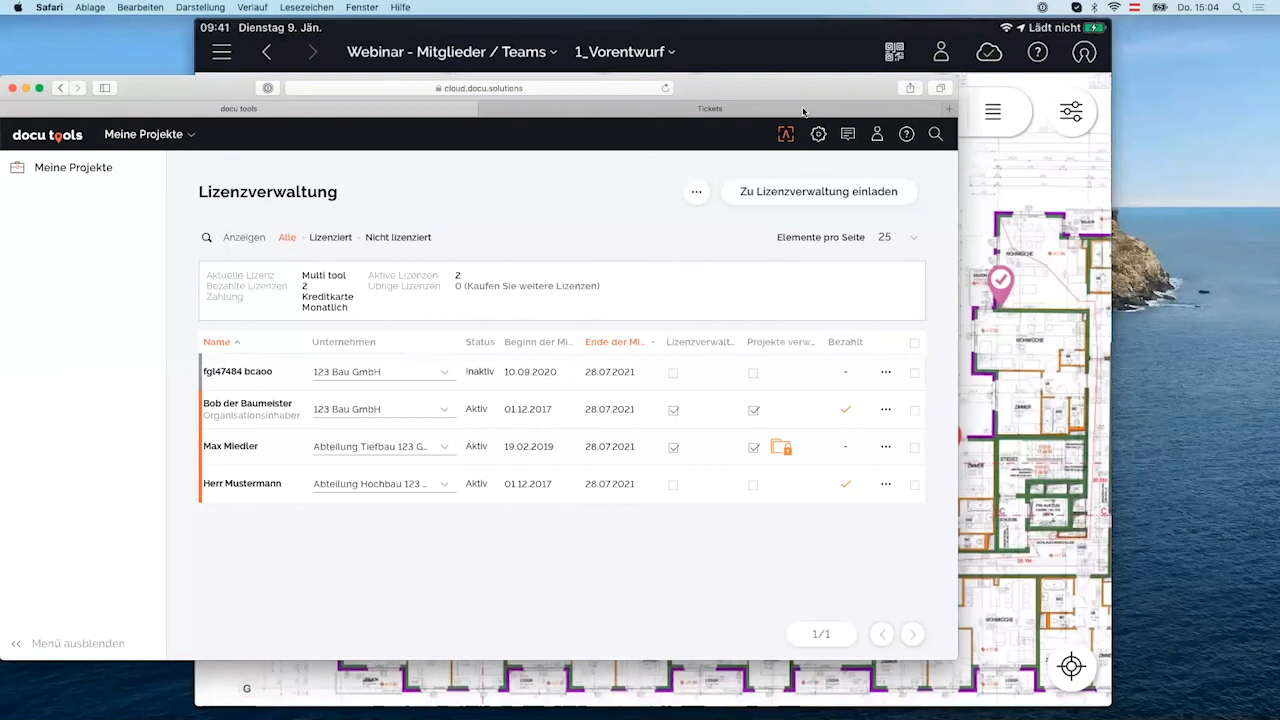 Safari Ablage Bearbeiten Darstellung Verlauf Lesezeichen Fenster Hilfe Do. 15:04
09:41 Dienstag 9. Jän. Lädt nicht
Webinar - Mitglieder / Teams 1_Vorentwurf
cloud.docu.solutions
docu tools Tickets
docu tools Meine Projekte
Meine Projekte
Lizenzverwaltung
Zu Lizenzverwaltung einladen
Anzeigen Alle Lizenziert Nicht lizenziert Elemente pro Seite 25
Aktuelle Lizenz Multi tool Aktive Lizenzen 2
Bezahlte Lizenz 2 Übrige Lizenzen 0 (Kaufen Sie weitere Lizenzen)
Zahlung Kreditkarte
Monatlich
Name Unternehmen Status Beginn der Mi... Ende der Mi... Lizenzverwalt... Projekte verw... Bezahlt
fgl47484 bcaoo 123 Bau GmbH Inaktiv 10.09.2020 28.07.2021 -
Bob der Baumeister 123 Bau GmbH Aktiv 01.12.2017 28.07.2021
Organisationsinhaber
Max Miedler Abteilung Tiefbau 123 G... Aktiv 19.02.2019 28.07.2021 -
Herr Mustermann Hochbau 123 ... Aktiv 01.12.2017 28.07.2021
1/1
Menü ausblenden
WOHNKÜCHE
WOHNKÜCHE
ZIMMER
ZIMMER
WOHNKÜCHE
G